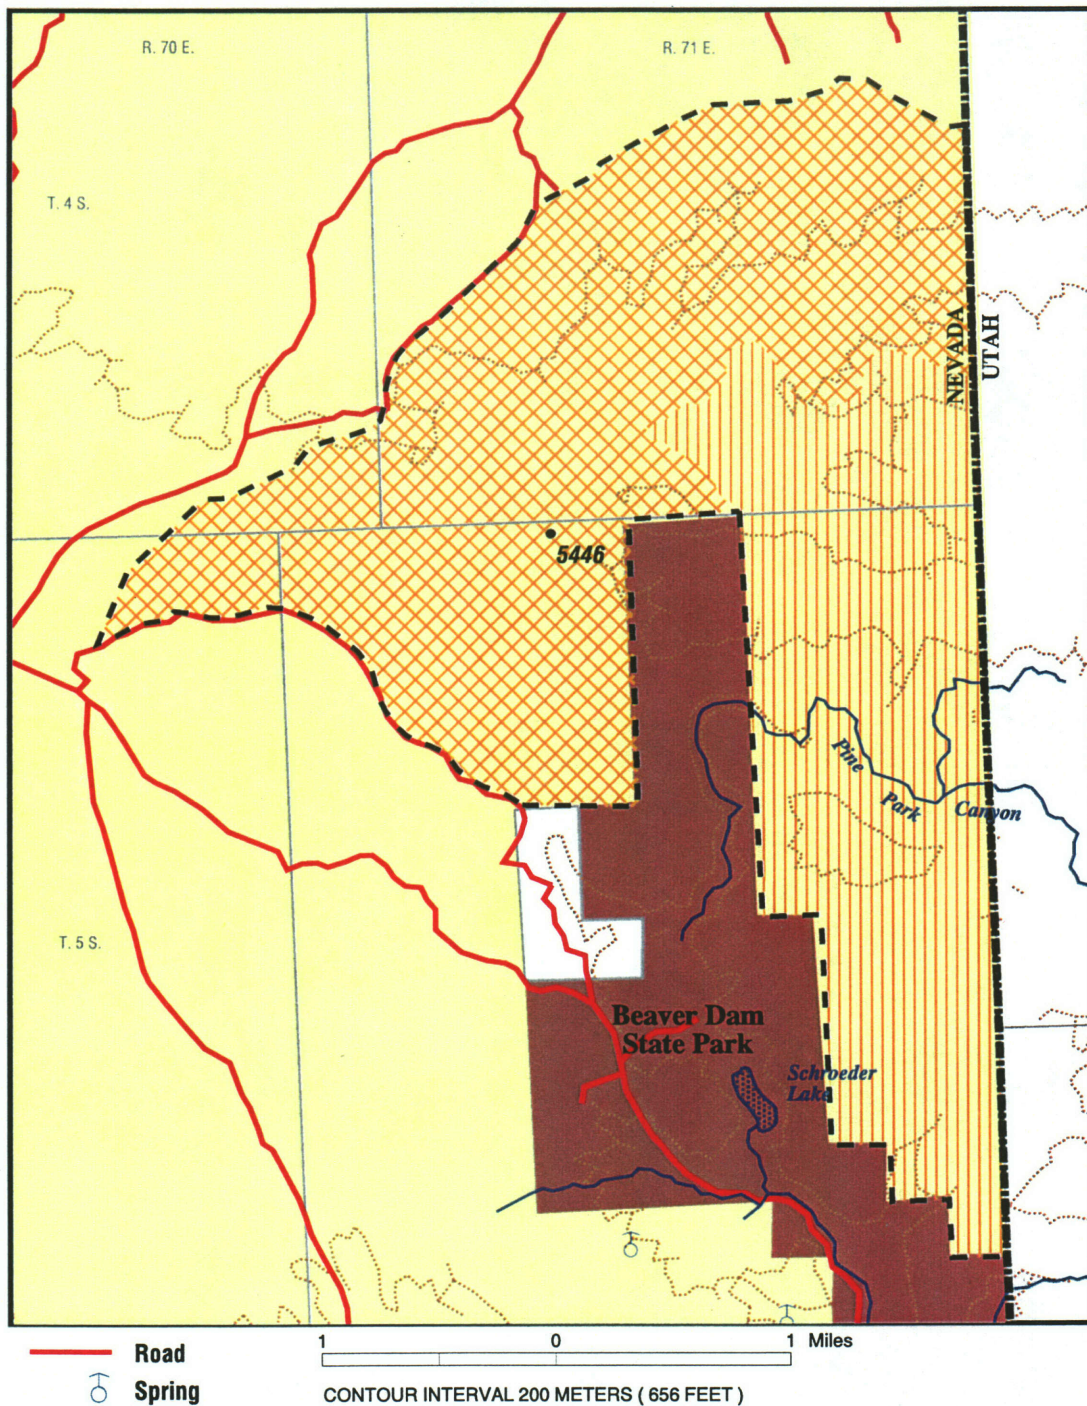 R. 70 E.
R. 71 E.
T. 4 S.
NEVADA
UTAH
5446
Pine
Park
Canyon
T. 5 S.
Beaver Dam
State Park
Schroeder
Lake
1 0 1 Miles
Road
Spring
CONTOUR INTERVAL 200 METERS ( 656 FEET )